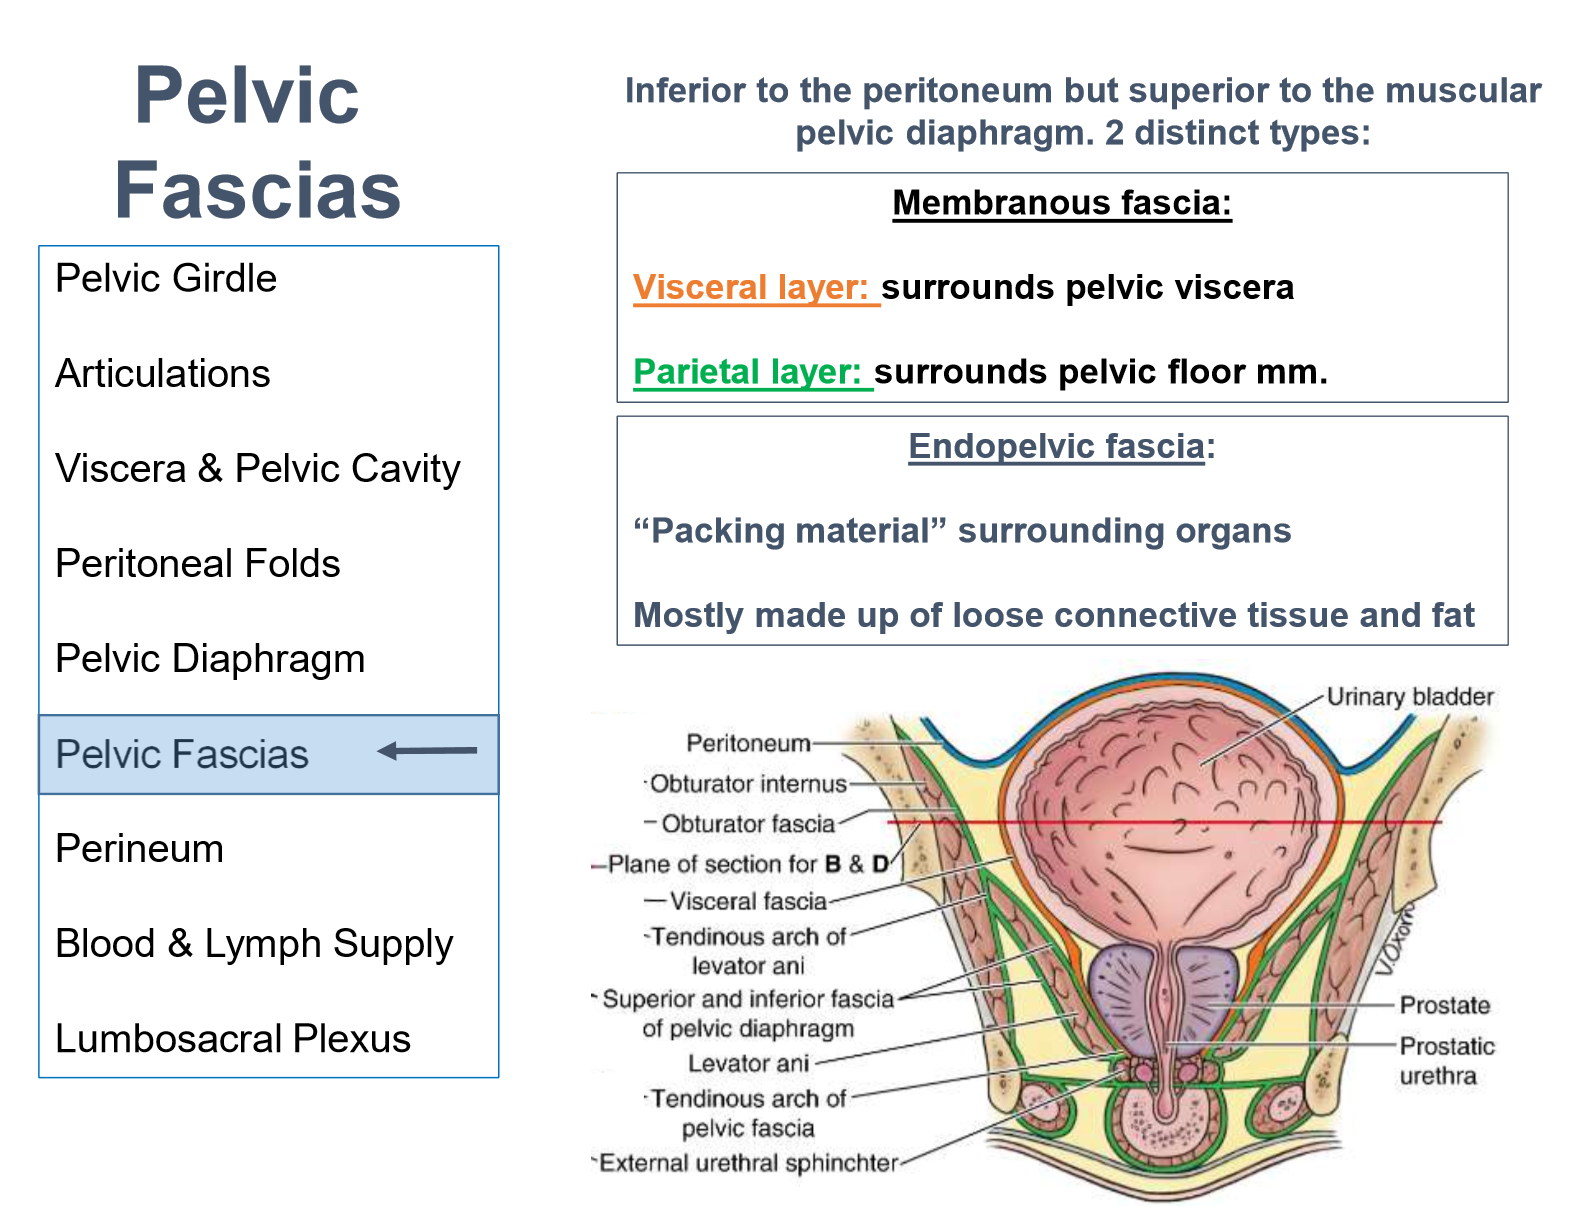 Pelvic
Fascias
Pelvic Girdle
Articulations
Viscera & Pelvic Cavity
Peritoneal Folds
Pelvic Diaphragm
Pelvic Fascias
Perineum
Blood & Lymph Supply
Lumbosacral Plexus
Inferior to the peritoneum but superior to the muscular
pelvic diaphragm. 2 distinct types:
Membranous fascia:
Visceral layer: surrounds pelvic viscera
Parietal layer: surrounds pelvic floor mm.
Endopelvic fascia:
“Packing material” surrounding organs
Mostly made up of loose connective tissue and fat
Urinary bladder
Peritoneum
Obturator internus
Obturator fascia
Plane of section for B & D
Visceral fascia
Tendinous arch of
levator ani
Superior and inferior fascia
of pelvic diaphragm
Levator ani
Tendinous arch of
pelvic fascia
External urethral sphinchter
V.Oxorn
Prostate
Prostatic
urethra